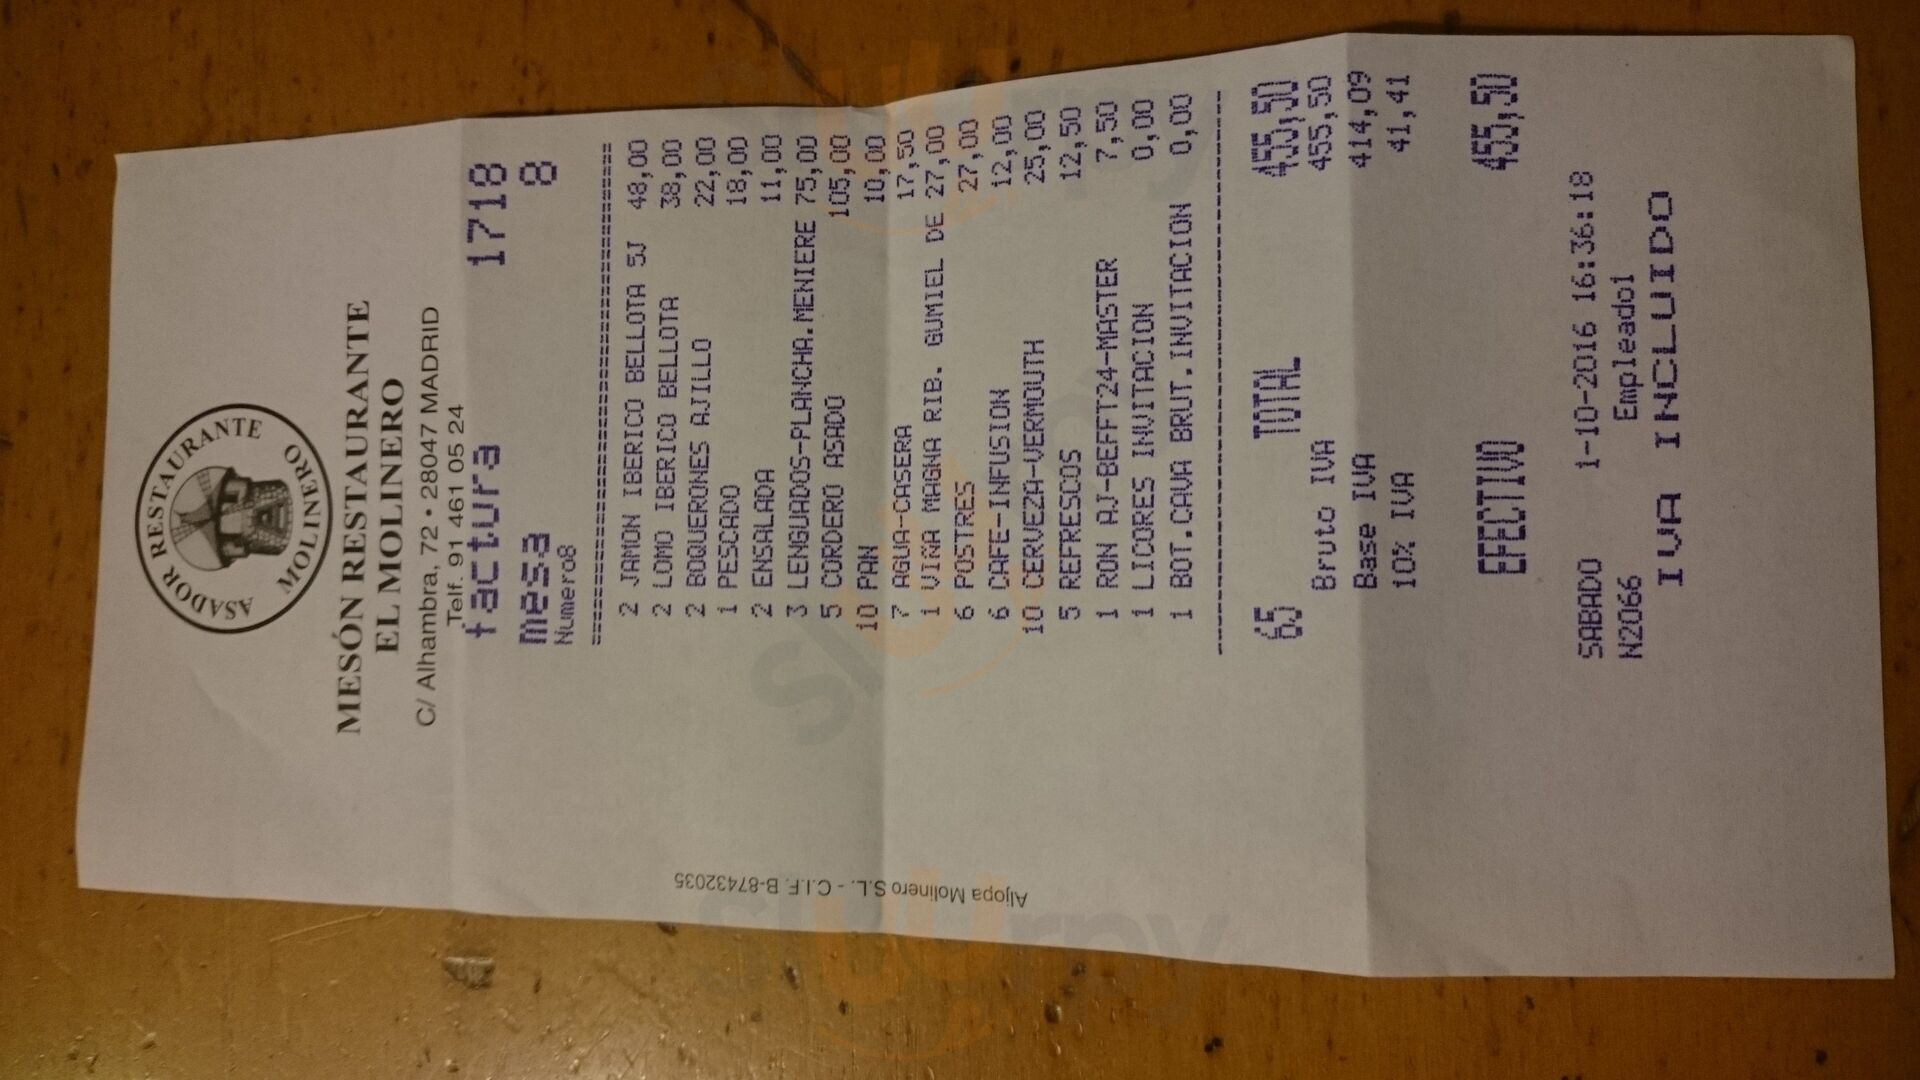 ASADOR RESTAURANTE
MOLINERO
MESÓN RESTAURANTE
EL MOLINERO
C/ Alhambra, 72 • 28047 MADRID
Telf. 91 461 05 24
factura 1718
mesa 8
Numero8
2 JAMON IBERICO BELLOTA 5J 48,00
2 LOMO IBERICO BELLOTA 38,00
2 BOQUERONES AJILLO 22,00
1 PESCADO 18,00
2 ENSALADA 11,00
3 LENGUADOS-PLANCHA.MENIERE 75,00
5 CORDERO ASADO 105,00
10 PAN 10,00
7 AGUA-CASERA 17,50
1 VIÑA MAGNA RIB. GUMIEL DE 27,00
6 POSTRES 27,00
6 CAFE-INFUSION 12,00
10 CERVEZA-VERMOUTH 25,00
5 REFRESCOS 12,50
1 RON AJ-BEFFT24-MASTER 7,50
1 LICORES INVITACION 0,00
1 BOT.CAVA BRUT.INVITACION 0,00
65 TOTAL 455,50
Bruto IVA 455,50
Base IVA 414,09
10% IVA 41,41
EFECTIVO 455,50
SABADO 1-10-2016 16:36:18
N2066 Empleado1
IVA INCLUIDO
Aljopa Molinero S.L. - C.I.F. B-87432035
sluurpy
sluurpy
sluurpy